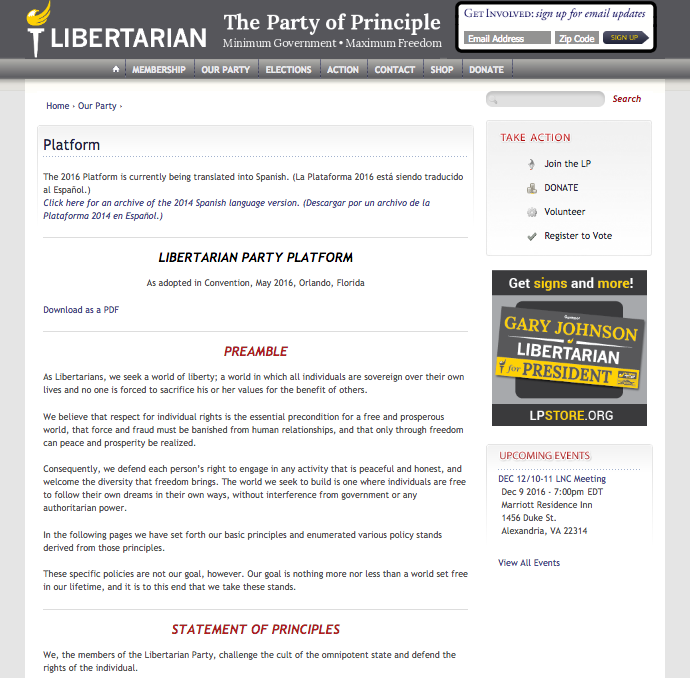 LIBERTARIAN
The Party of Principle
Minimum Government • Maximum Freedom
GET INVOLVED: sign up for email updates
Email Address
Zip Code
SIGN UP
MEMBERSHIP
OUR PARTY
ELECTIONS
ACTION
CONTACT
SHOP
DONATE
Home › Our Party ›
Search
Platform
The 2016 Platform is currently being translated into Spanish. (La Plataforma 2016 está siendo traducido
al Español.)
Click here for an archive of the 2014 Spanish language version. (Descargar por un archivo de la
Plataforma 2014 en Español.)
LIBERTARIAN PARTY PLATFORM
As adopted in Convention, May 2016, Orlando, Florida
Download as a PDF
PREAMBLE
As Libertarians, we seek a world of liberty; a world in which all individuals are sovereign over their own
lives and no one is forced to sacrifice his or her values for the benefit of others.
We believe that respect for individual rights is the essential precondition for a free and prosperous
world, that force and fraud must be banished from human relationships, and that only through freedom
can peace and prosperity be realized.
Consequently, we defend each person's right to engage in any activity that is peaceful and honest, and
welcome the diversity that freedom brings. The world we seek to build is one where individuals are free
to follow their own dreams in their own ways, without interference from government or any
authoritarian power.
In the following pages we have set forth our basic principles and enumerated various policy stands
derived from those principles.
These specific policies are not our goal, however. Our goal is nothing more nor less than a world set free
in our lifetime, and it is to this end that we take these stands.
STATEMENT OF PRINCIPLES
We, the members of the Libertarian Party, challenge the cult of the omnipotent state and defend the
rights of the individual.
TAKE ACTION
Join the LP
DONATE
Volunteer
Register to Vote
Get signs and more!
Governor
GARY JOHNSON
of
LIBERTARIAN
for PRESIDENT
LPSTORE.ORG
UPCOMING EVENTS
DEC 12/10-11 LNC Meeting
Dec 9 2016 - 7:00pm EDT
Marriott Residence Inn
1456 Duke St.
Alexandria, VA 22314
View All Events